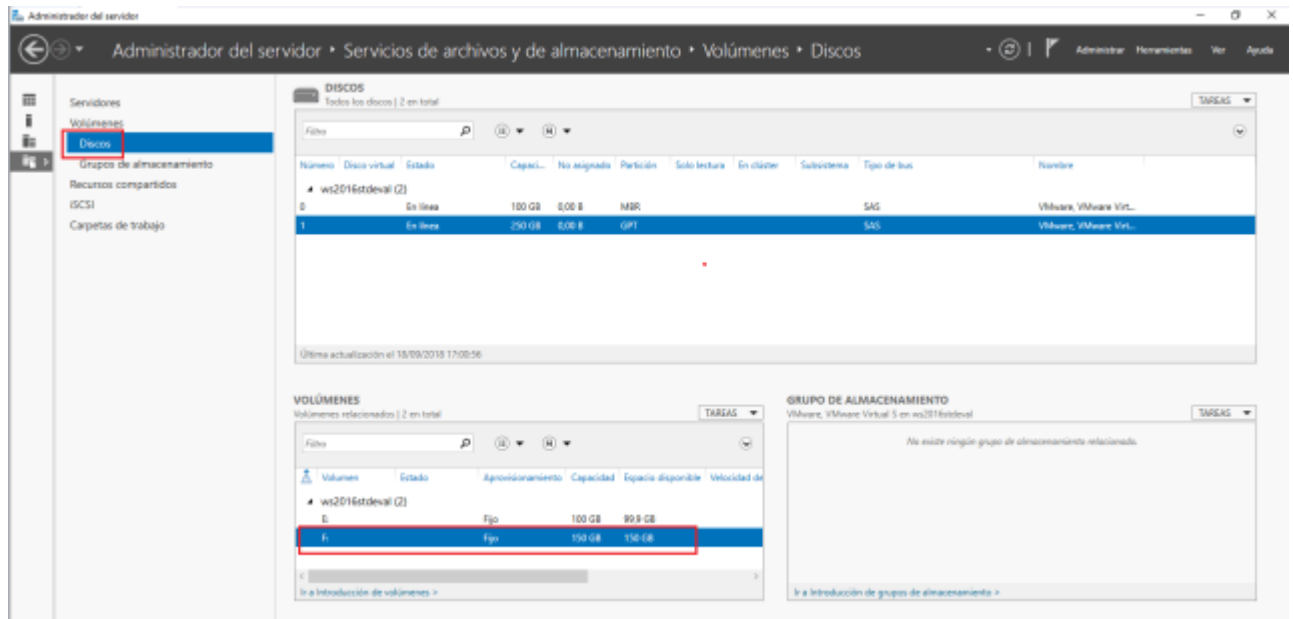 Administrador del servidor
Administrador del servidor ‣ Servicios de archivos y de almacenamiento ‣ Volúmenes ‣ Discos
Administrar Herramientas Ver Ayuda
Servidores
Volúmenes
Discos
Grupos de almacenamiento
Recursos compartidos
iSCSI
Carpetas de trabajo
DISCOS
Todos los discos | 2 en total
TAREAS
Filtro
Número Disco virtual Estado Capaci... No asignado Partición Solo lectura En clúster Subsistema Tipo de bus Nombre
ws2016stdeval (2)
0 En línea 100 GB 0,00 B MBR SAS VMware, VMware Virt...
1 En línea 250 GB 0,00 B GPT SAS VMware, VMware Virt...
Última actualización el 18/09/2018 17:00:56
VOLÚMENES
Volúmenes relacionados | 2 en total
TAREAS
Filtro
Volumen Estado Aprovisionamiento Capacidad Espacio disponible Velocidad de
ws2016stdeval (2)
E: Fijo 100 GB 99,9 GB
F: Fijo 150 GB 150 GB
Ir a Introducción de volúmenes >
GRUPO DE ALMACENAMIENTO
VMware, VMware Virtual S en ws2016stdeval
TAREAS
No existe ningún grupo de almacenamiento relacionado.
Ir a Introducción de grupos de almacenamiento >